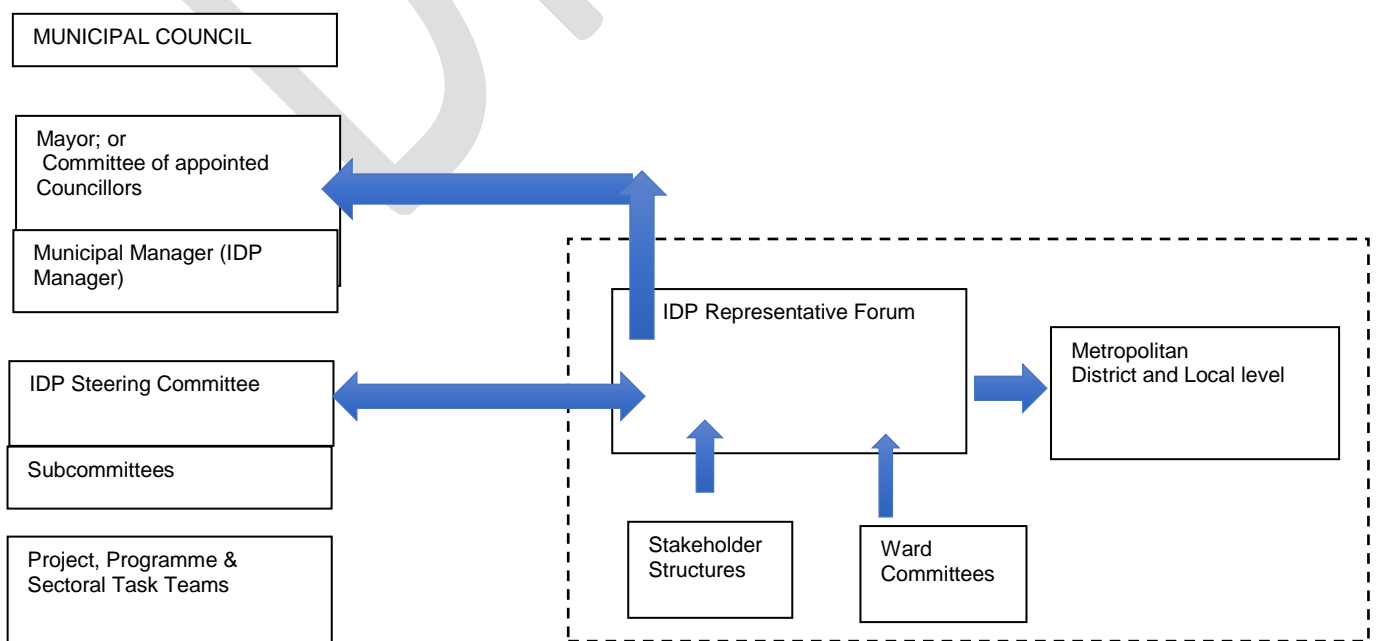 MUNICIPAL COUNCIL
Mayor; or
Committee of appointed
Councillors
Municipal Manager (IDP
Manager)
IDP Representative Forum
Metropolitan
District and Local level
IDP Steering Committee
Subcommittees
Stakeholder
Structures
Ward
Committees
Project, Programme &
Sectoral Task Teams